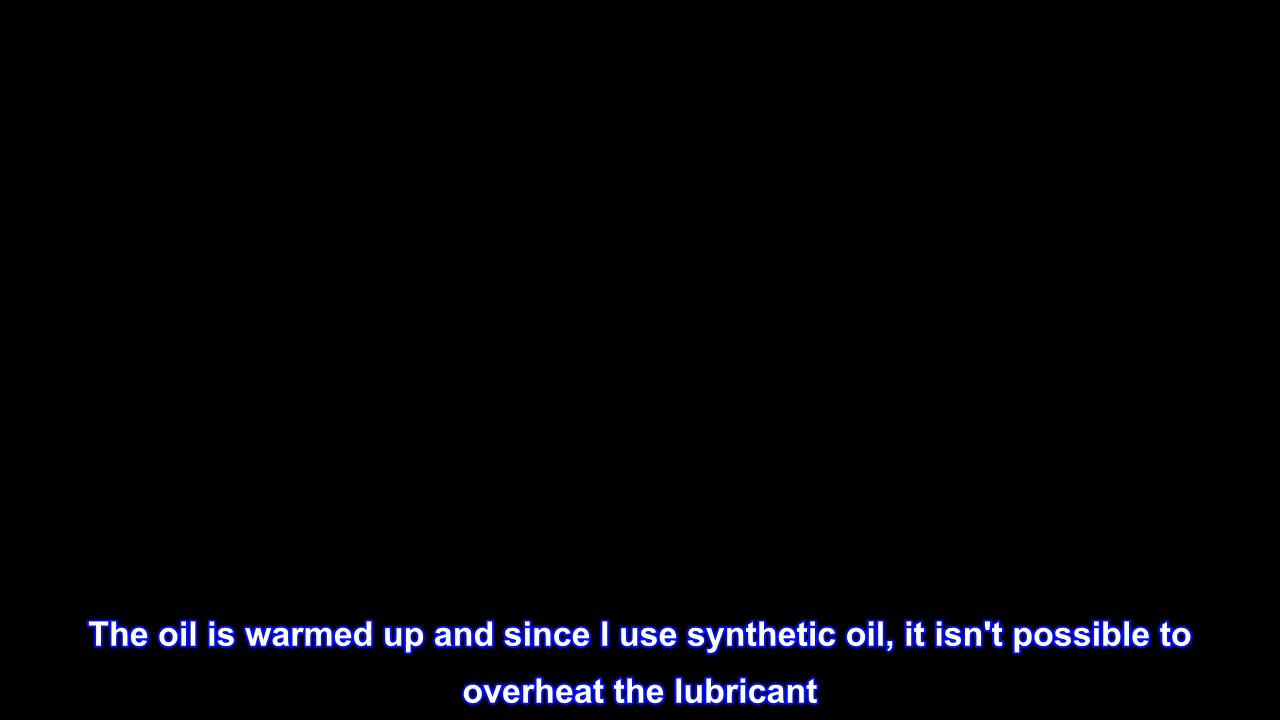 The oil is warmed up and since I use synthetic oil, it isn't possible to
overheat the lubricant